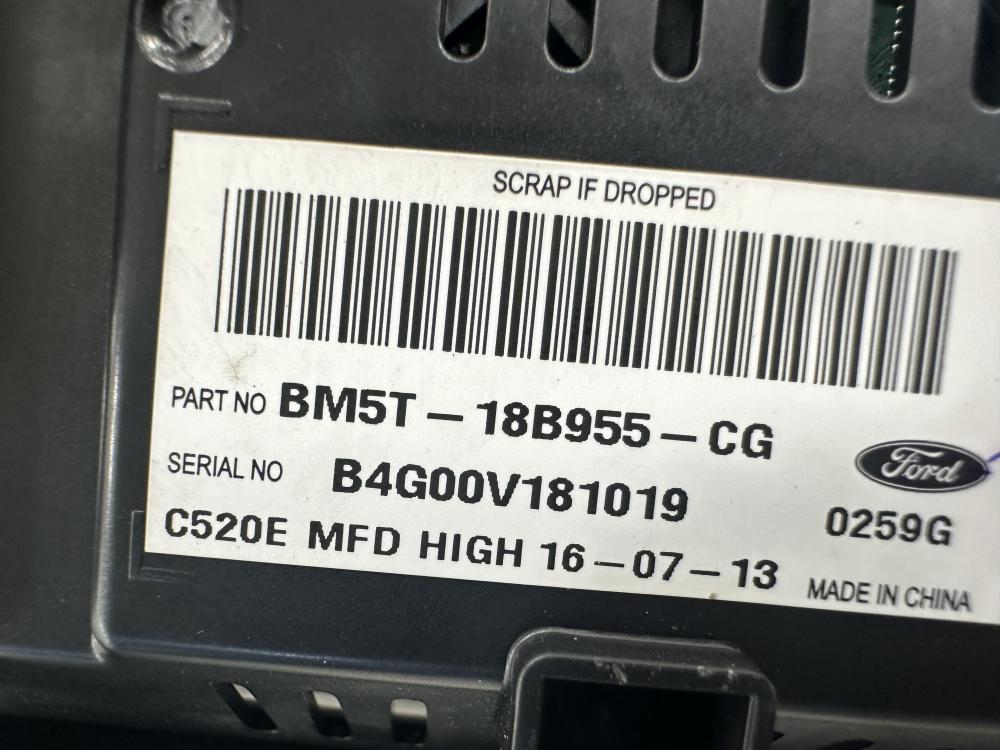 SCRAP IF DROPPED
PART NO BM5T-18B955-CG
Ford
SERIAL NO B4G00V181019
0259G
C520E MFD HIGH 16-07-13
MADE IN CHINA